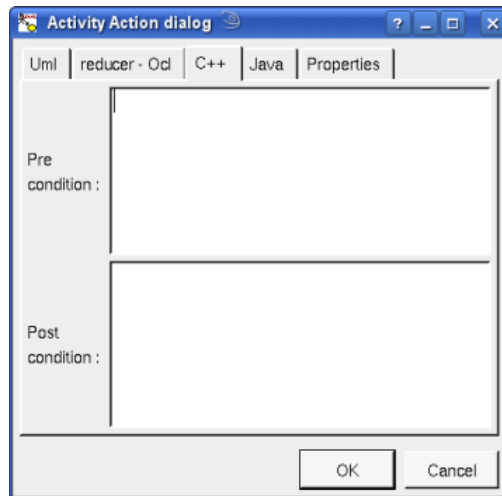 Activity Action dialog
Uml
reducer - Ocl
C++
Java
Properties
Pre
condition :
Post
condition :
OK
Cancel